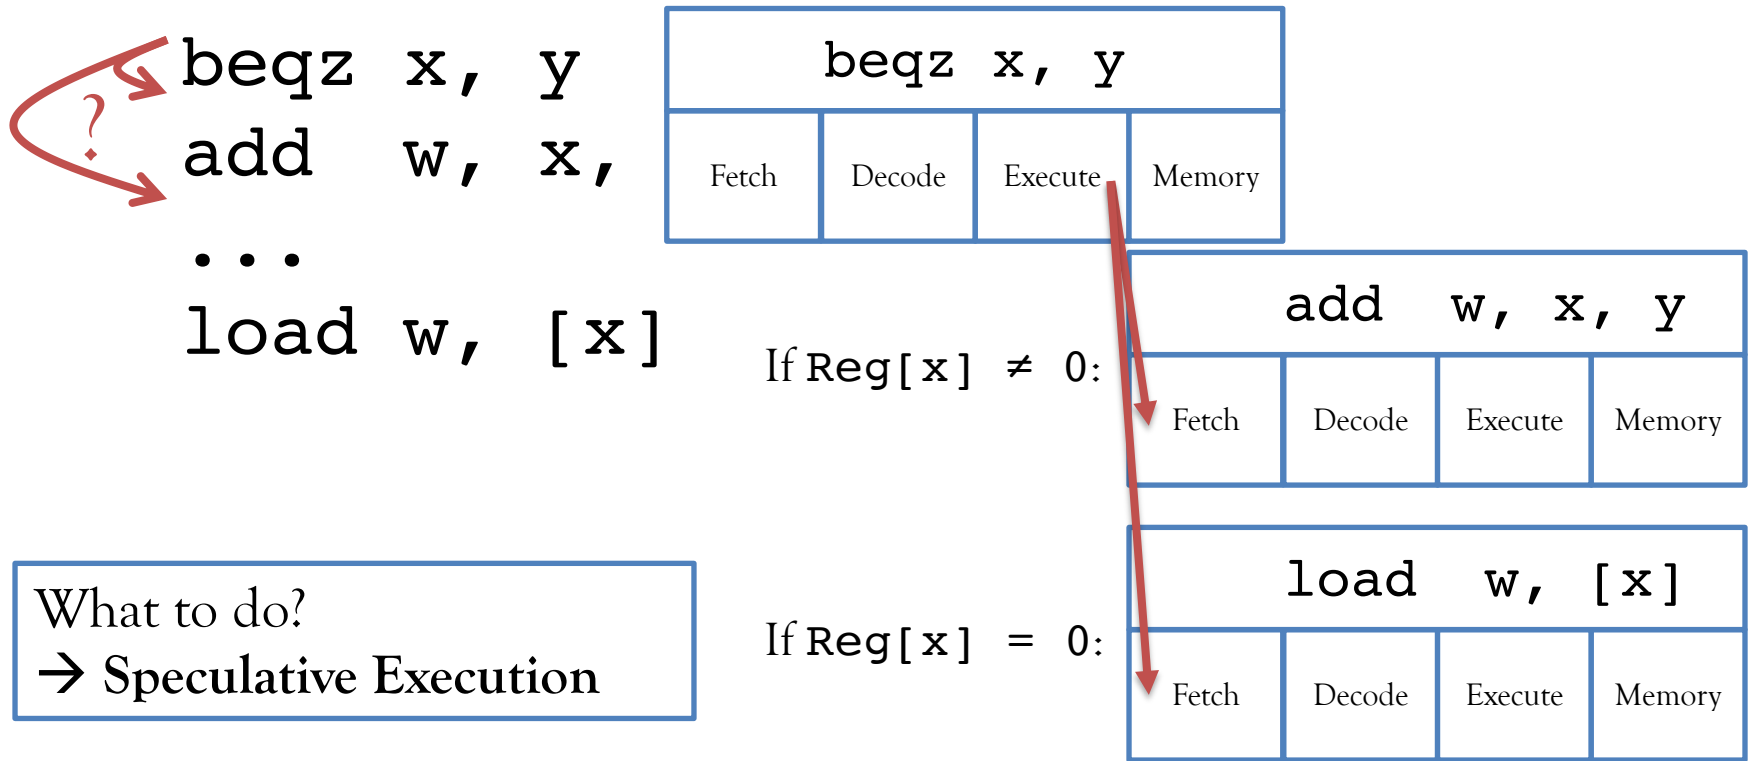 beqz x, y
?
add w, x,
...
load w, [x]
beqz x, y
Fetch Decode Execute Memory
add w, x, y
If Reg[x] ≠ 0:
Fetch Decode Execute Memory
load w, [x]
If Reg[x] = 0:
Fetch Decode Execute Memory
What to do?
→ Speculative Execution